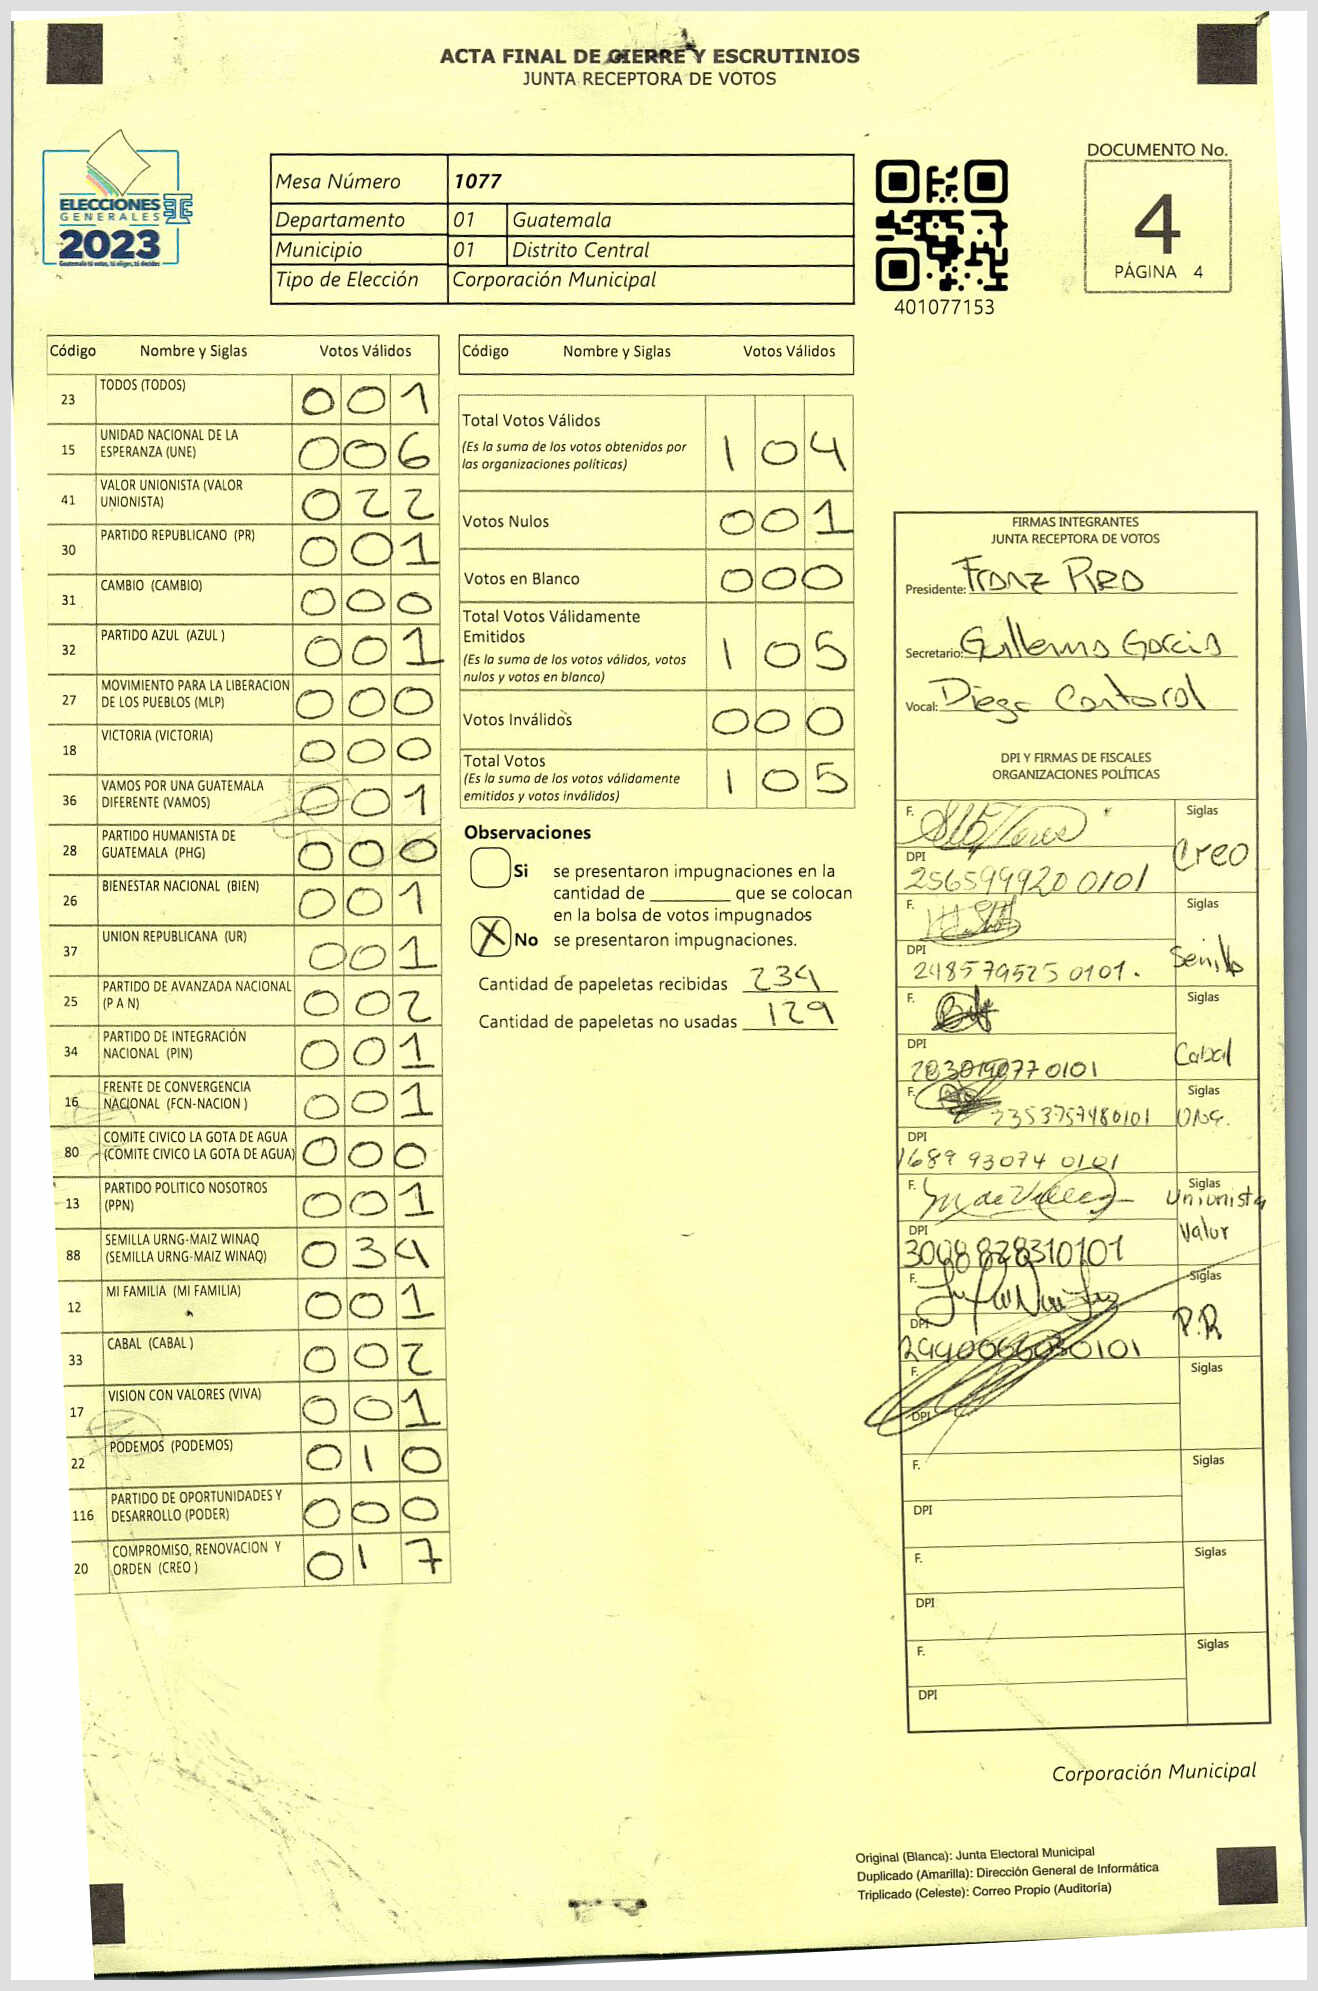 ACTA FINAL DE CIERRE Y ESCRUTINIOS
JUNTA RECEPTORA DE VOTOS
ELECCIONES
GENERALES
2023
Guatemala tú votas, tú eliges, tú decides
Mesa Número 1077
Departamento 01 Guatemala
Municipio 01 Distrito Central
Tipo de Elección Corporación Municipal
401077153
DOCUMENTO No.
4
PÁGINA 4
Código Nombre y Siglas Votos Válidos
23 TODOS (TODOS) 001
15 UNIDAD NACIONAL DE LA
ESPERANZA (UNE) 006
41 VALOR UNIONISTA (VALOR
UNIONISTA) 022
30 PARTIDO REPUBLICANO (PR) 001
31 CAMBIO (CAMBIO) 000
32 PARTIDO AZUL (AZUL ) 001
27 MOVIMIENTO PARA LA LIBERACION
DE LOS PUEBLOS (MLP) 000
18 VICTORIA (VICTORIA) 000
36 VAMOS POR UNA GUATEMALA
DIFERENTE (VAMOS) 001
28 PARTIDO HUMANISTA DE
GUATEMALA (PHG) 000
26 BIENESTAR NACIONAL (BIEN) 001
37 UNION REPUBLICANA (UR) 001
25 PARTIDO DE AVANZADA NACIONAL
(P A N) 002
34 PARTIDO DE INTEGRACIÓN
NACIONAL (PIN) 001
16 FRENTE DE CONVERGENCIA
NACIONAL (FCN-NACION ) 001
80 COMITE CIVICO LA GOTA DE AGUA
(COMITE CIVICO LA GOTA DE AGUA) 000
13 PARTIDO POLITICO NOSOTROS
(PPN) 001
88 SEMILLA URNG-MAIZ WINAQ
(SEMILLA URNG-MAIZ WINAQ) 034
12 MI FAMILIA (MI FAMILIA) 001
33 CABAL (CABAL ) 002
17 VISION CON VALORES (VIVA) 001
22 PODEMOS (PODEMOS) 010
116 PARTIDO DE OPORTUNIDADES Y
DESARROLLO (PODER) 000
20 COMPROMISO, RENOVACION Y
ORDEN (CREO ) 017
Código Nombre y Siglas Votos Válidos
Total Votos Válidos
(Es la suma de los votos obtenidos por
las organizaciones políticas) 104
Votos Nulos 001
Votos en Blanco 000
Total Votos Válidamente
Emitidos
(Es la suma de los votos válidos, votos
nulos y votos en blanco) 105
Votos Inválidos 000
Total Votos
(Es la suma de los votos válidamente
emitidos y votos inválidos) 105
Observaciones
Si se presentaron impugnaciones en la
cantidad de ________ que se colocan
en la bolsa de votos impugnados
X No se presentaron impugnaciones.
Cantidad de papeletas recibidas 234
Cantidad de papeletas no usadas 129
FIRMAS INTEGRANTES
JUNTA RECEPTORA DE VOTOS
Presidente: Franz
Secretario: Guillermo Garcia
Vocal: Diego Cantoral
DPI Y FIRMAS DE FISCALES
ORGANIZACIONES POLÍTICAS
F. Siglas
Creo
DPI
256599920 0101
F. Siglas
Semilla
DPI
248579525 0101.
F. Siglas
Cabal
DPI
F. Siglas
2353757480101
DPI
1689 93074 0101
F. Siglas
Unionista
Valor
DPI
F. Siglas
P.R
DPI
F. Siglas
DPI
F. Siglas
DPI
F. Siglas
DPI
F. Siglas
DPI
Corporación Municipal
Original (Blanca): Junta Electoral Municipal
Duplicado (Amarilla): Dirección General de Informática
Triplicado (Celeste): Correo Propio (Auditoría)